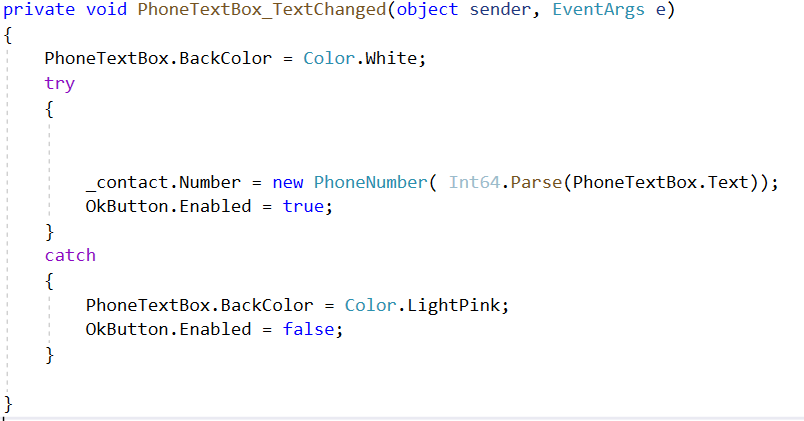 private void PhoneTextBox_TextChanged(object sender, EventArgs e)
{
    PhoneTextBox.BackColor = Color.White;
    try
    {
        _contact.Number = new PhoneNumber( Int64.Parse(PhoneTextBox.Text));
        OkButton.Enabled = true;
    }
    catch
    {
        PhoneTextBox.BackColor = Color.LightPink;
        OkButton.Enabled = false;
    }
}